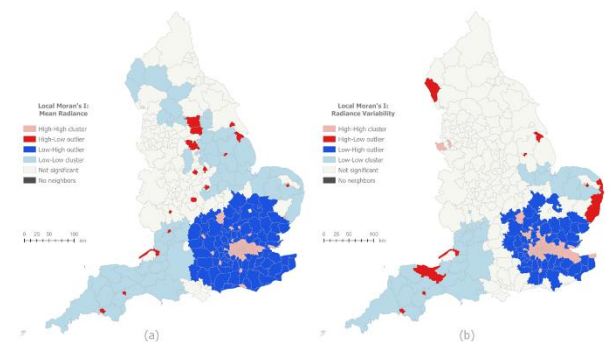 Local Moran's I:
Mean Radiance
High-High cluster
High-Low outlier
Low-High outlier
Low-Low cluster
Not significant
No neighbors
0 25 50 100
km
(a)
Local Moran's I:
Radiance Variability
High-High cluster
High-Low outlier
Low-High outlier
Low-Low cluster
Not significant
No neighbors
0 25 50 100
km
(b)